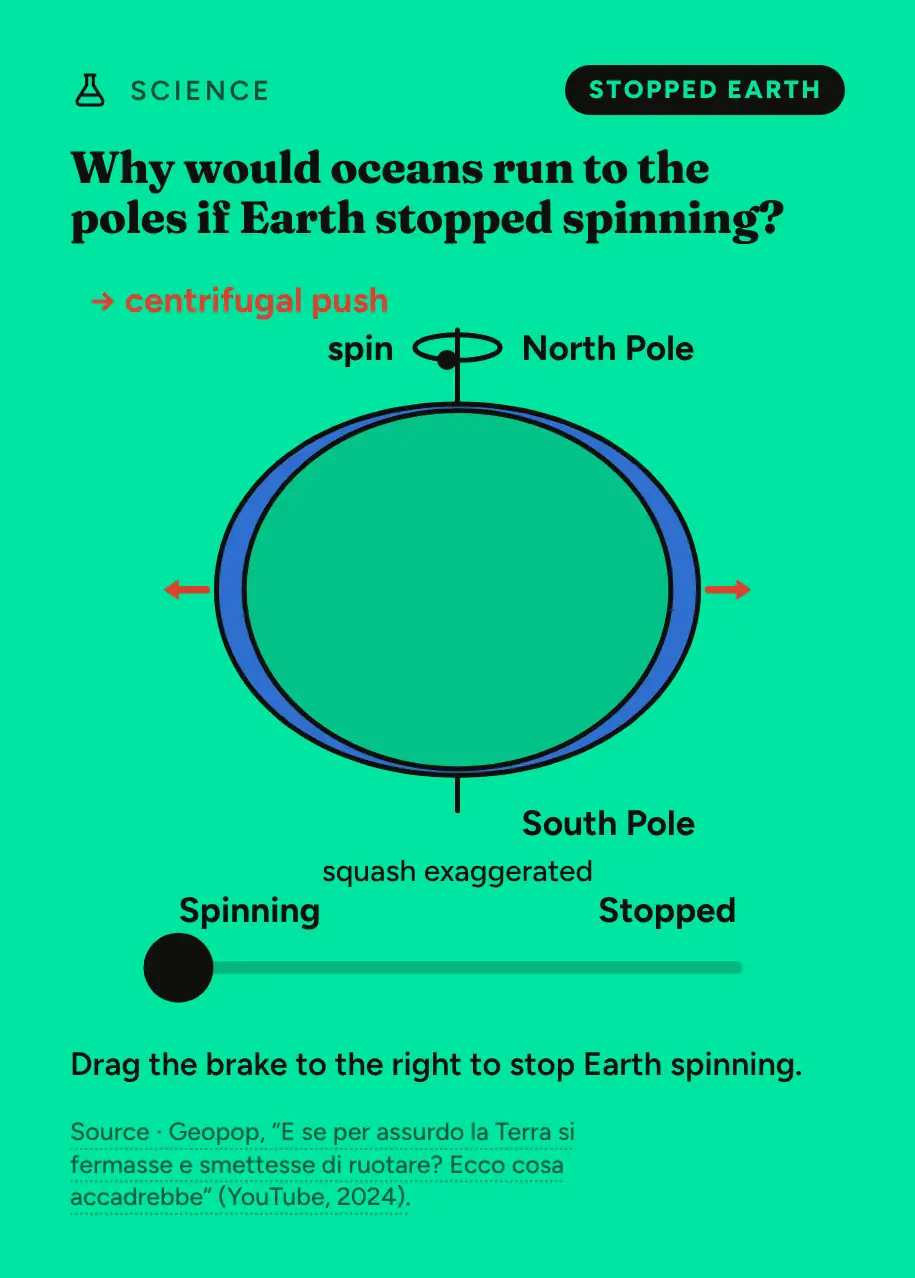 SCIENCE
STOPPED EARTH
Why would oceans run to the
poles if Earth stopped spinning?
→ centrifugal push
spin
North Pole
South Pole
squash exaggerated
Spinning
Stopped
Drag the brake to the right to stop Earth spinning.
Source · Geopop, “E se per assurdo la Terra si
fermasse e smettesse di ruotare? Ecco cosa
accadrebbe” (YouTube, 2024).